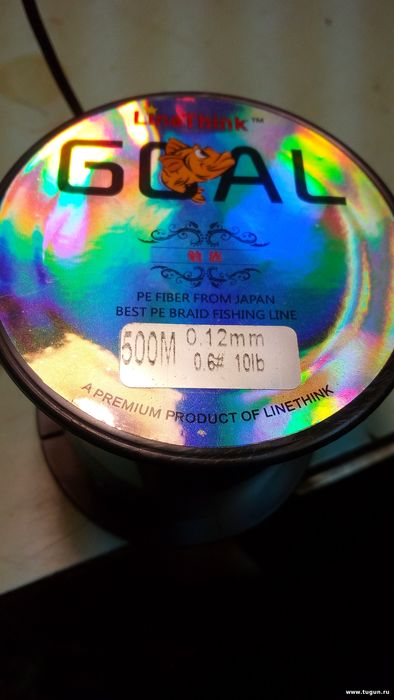 LineThink™
GOAL
PE FIBER FROM JAPAN
BEST PE BRAID FISHING LINE
500M 0.12mm
0.6# 10lb
A PREMIUM PRODUCT OF LINETHINK
www.tugun.ru